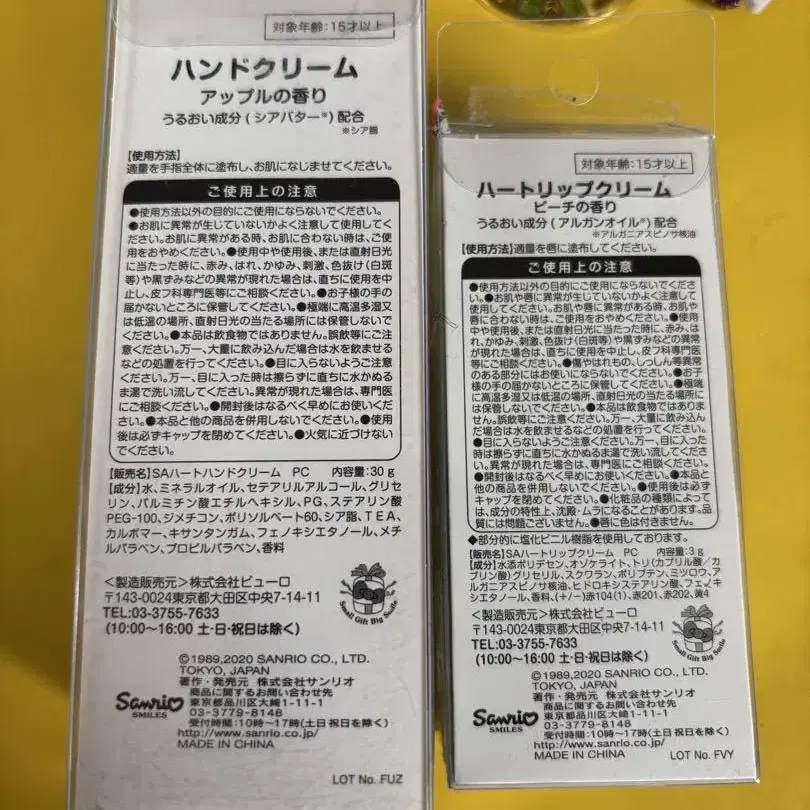 対象年齢:15才以上
ハンドクリーム
アップルの香り
うるおい成分(シアバター*)配合
※シア脂
【使用方法】
適量を手指全体に塗布し、お肌になじませてください。
ご使用上の注意
●使用方法以外の目的にご使用にならないでください。
●お肌に異常が生じていないかよく注意して使用して
ください。お肌に異常がある時、お肌に合わない時は、ご使
用をおやめください。●使用中や使用後、または直射日光
に当たった時に、赤み、はれ、かゆみ、刺激、色抜け(白斑
等)や黒ずみなどの異常が現れた場合は、直ちに使用を中
止し、皮フ科専門医等にご相談ください。●お子様の手の
届かないところに保管してください。●極端に高温多湿又
は低温の場所、直射日光の当たる場所には保管しないで
ください。●本品は飲食物ではありません。誤飲等にご注
意ください。万一、大量に飲み込んだ場合は水を飲ませる
などの処置を行ってください。●目に入らないようご注意
ください。万一、目に入った時は擦らずに直ちに水かぬる
ま湯で洗い流してください。異常が現れた場合は、専門医
にご相談ください。●開封後はなるべく早めにお使いくだ
さい。●本品と他の商品を併用しないでください。●使用
後は必ずキャップを閉めてください。●火気に近づけない
でください。
【販売名】SAハートハンドクリーム PC 内容量:30g
【成分】水、ミネラルオイル、セテアリルアルコール、グリセ
リン、パルミチン酸エチルヘキシル、PG、ステアリン酸
PEG-100、ジメチコン、ポリソルベート60、シア脂、TEA、
カルボマー、キサンタンガム、フェノキシエタノール、メチ
ルパラベン、プロピルパラベン、香料
<製造販売元>株式会社ビューロ
〒143-0024東京都大田区中央7-14-11
TEL:03-3755-7633
(10:00〜16:00 土・日・祝日は除く)
Small Gift Big Smile
©1989,2020 SANRIO CO., LTD.
TOKYO, JAPAN
著作・発売元 株式会社サンリオ
商品に関するお問い合わせ先
東京都品川区大崎1-11-1
03-3779-8148
受付時間:10時〜17時(土日祝日を除く)
www.sanrio.co.jp/
MADE IN CHINA
Sanrio
SMILES
LOT No. FUZ
対象年齢:15才以上
ハートリップクリーム
ピーチの香り
うるおい成分(アルガンオイル*)配合
※アルガニアスピノサ核油
【使用方法】適量を唇に塗布してください。
ご使用上の注意
●使用方法以外の目的にご使用にならないでくださ
い。●お肌や唇に異常が生じていないかよく注意して
使用してください。お肌や唇に異常がある時、お肌や唇
に合わない時は、ご使用をおやめください。●使用
中や使用後、または直射日光に当たった時に、赤み、は
れ、かゆみ、刺激、色抜け(白斑等)や黒ずみなどの異常が
現れた場合は、直ちに使用を中止し、皮フ科専門医
等にご相談ください。●傷やはれもの、しっしん等異常
のある部分にはお使いにならないでください。●お子
様の手の届かないところに保管してください。●極端
に高温多湿又は低温の場所、直射日光の当たる場所に
は保管しないでください。●本品は飲食物ではありま
せん。誤飲等にご注意ください。万一、大量に飲み込ん
だ場合は水を飲ませるなどの処置を行ってください。
●目に入らないようご注意ください。万一、目に入った
時は擦らずに直ちに水かぬるま湯で洗い流してください。
異常が現れた場合は、専門医にご相談ください。
●開封後はなるべく早めにお使いください。●本品と
他の商品を併用しないでください。●使用後は必ず
キャップを閉めてください。●化粧品の種類によって
は、成分の特性上、沈殿・ムラになることがあります。品
質には問題ございません。●唇に色は付きません。
◆部分的に塩化ビニル樹脂を使用しております。
【販売名】SAハートリップクリーム PC 内容量:3g
【成分】水添ポリデセン、オゾケライト、トリ(カプリル酸/カ
プリン酸)グリセリル、スクワラン、ポリブテン、ミツロウ、ア
ルガニアスピノサ核油、ヒドロキシステアリン酸、フェノキ
シエタノール、香料、(+/-)赤104(1)、赤201、赤202、黄4
<製造販売元>株式会社ビューロ
〒143-0024東京都大田区中央7-14-11
TEL:03-3755-7633
(10:00〜16:00 土・日・祝日は除く)
Small Gift Big Smile
©1989,2020 SANRIO CO., LTD.
TOKYO, JAPAN
著作・発売元 株式会社サンリオ
商品に関するお問い合わせ先
東京都品川区大崎1-11-1
03-3779-8148
受付時間:10時〜17時(土日祝日を除く)
www.sanrio.co.jp/
MADE IN CHINA
Sanrio
SMILES
LOT No. FVY